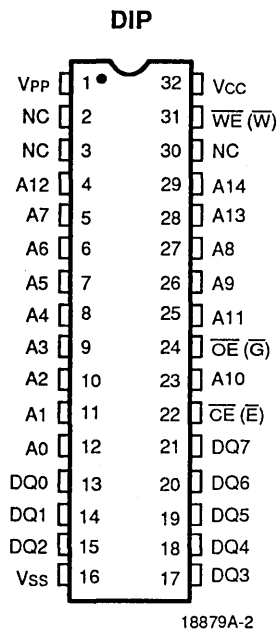 DIP
VPP 1 32 VCC
NC 2 31 W̅E̅ (W̅)
NC 3 30 NC
A12 4 29 A14
A7 5 28 A13
A6 6 27 A8
A5 7 26 A9
A4 8 25 A11
A3 9 24 O̅E̅ (G̅)
A2 10 23 A10
A1 11 22 C̅E̅ (E̅)
A0 12 21 DQ7
DQ0 13 20 DQ6
DQ1 14 19 DQ5
DQ2 15 18 DQ4
VSS 16 17 DQ3
18879A-2